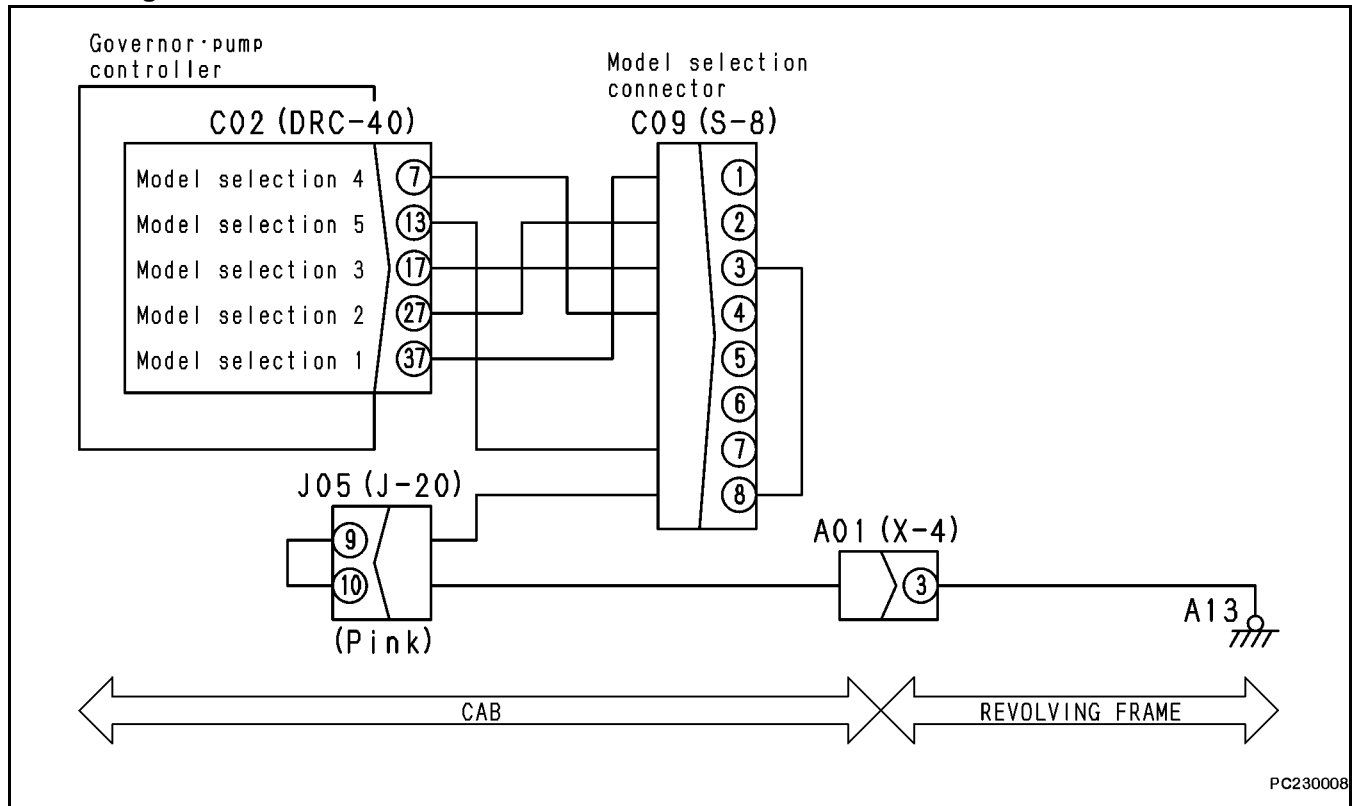 Governor·pump
controller
Model selection
connector
C02 (DRC-40)
C09 (S-8)
Model selection 4 7
Model selection 5 13
Model selection 3 17
Model selection 2 27
Model selection 1 37
1
2
3
4
5
6
7
8
J05 (J-20)
9
10
(Pink)
A01 (X-4)
3
A13
CAB
REVOLVING FRAME
PC230008